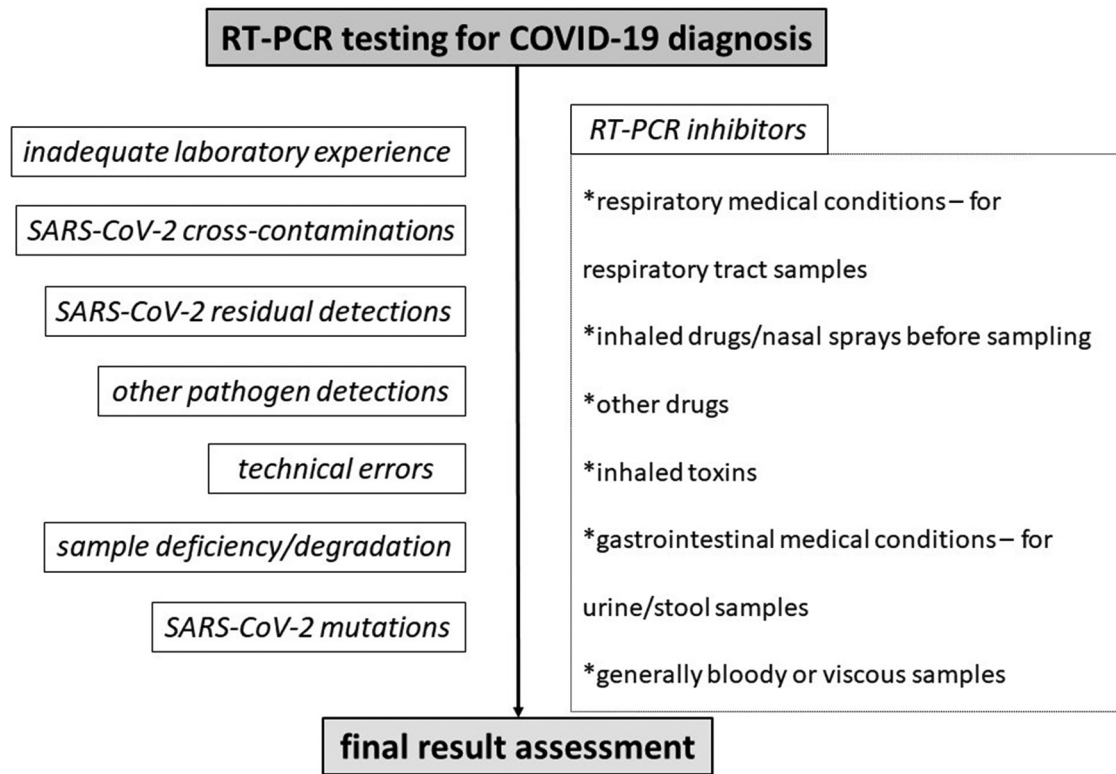 RT-PCR testing for COVID-19 diagnosis
inadequate laboratory experience
SARS-CoV-2 cross-contaminations
SARS-CoV-2 residual detections
other pathogen detections
technical errors
sample deficiency/degradation
SARS-CoV-2 mutations
RT-PCR inhibitors
*respiratory medical conditions – for
respiratory tract samples
*inhaled drugs/nasal sprays before sampling
*other drugs
*inhaled toxins
*gastrointestinal medical conditions – for
urine/stool samples
*generally bloody or viscous samples
final result assessment